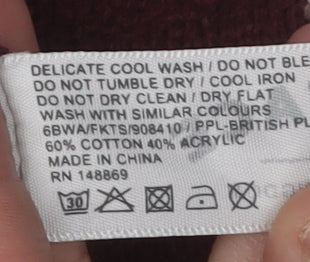 DELICATE COOL WASH / DO NOT BLE
DO NOT TUMBLE DRY / COOL IRON
DO NOT DRY CLEAN / DRY FLAT
WASH WITH SIMILAR COLOURS
6BWA/FKTS/908410 / PPL-BRITISH PL
60% COTTON 40% ACRYLIC
MADE IN CHINA
RN 148869
30